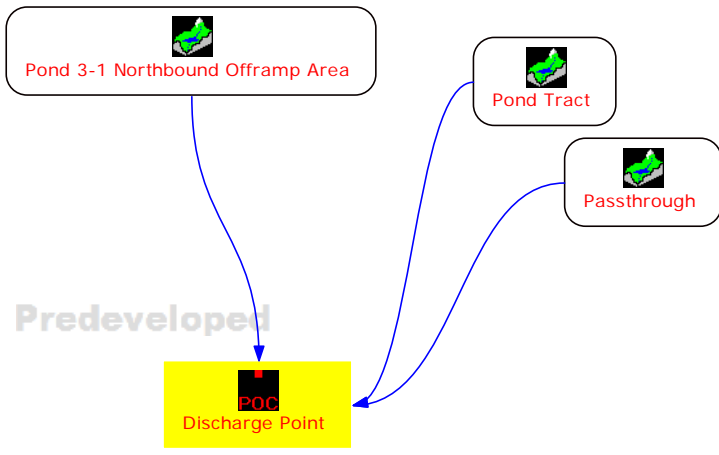 Pond 3-1 Northbound Offramp Area
Pond Tract
Passthrough
Predeveloped
POC
Discharge Point